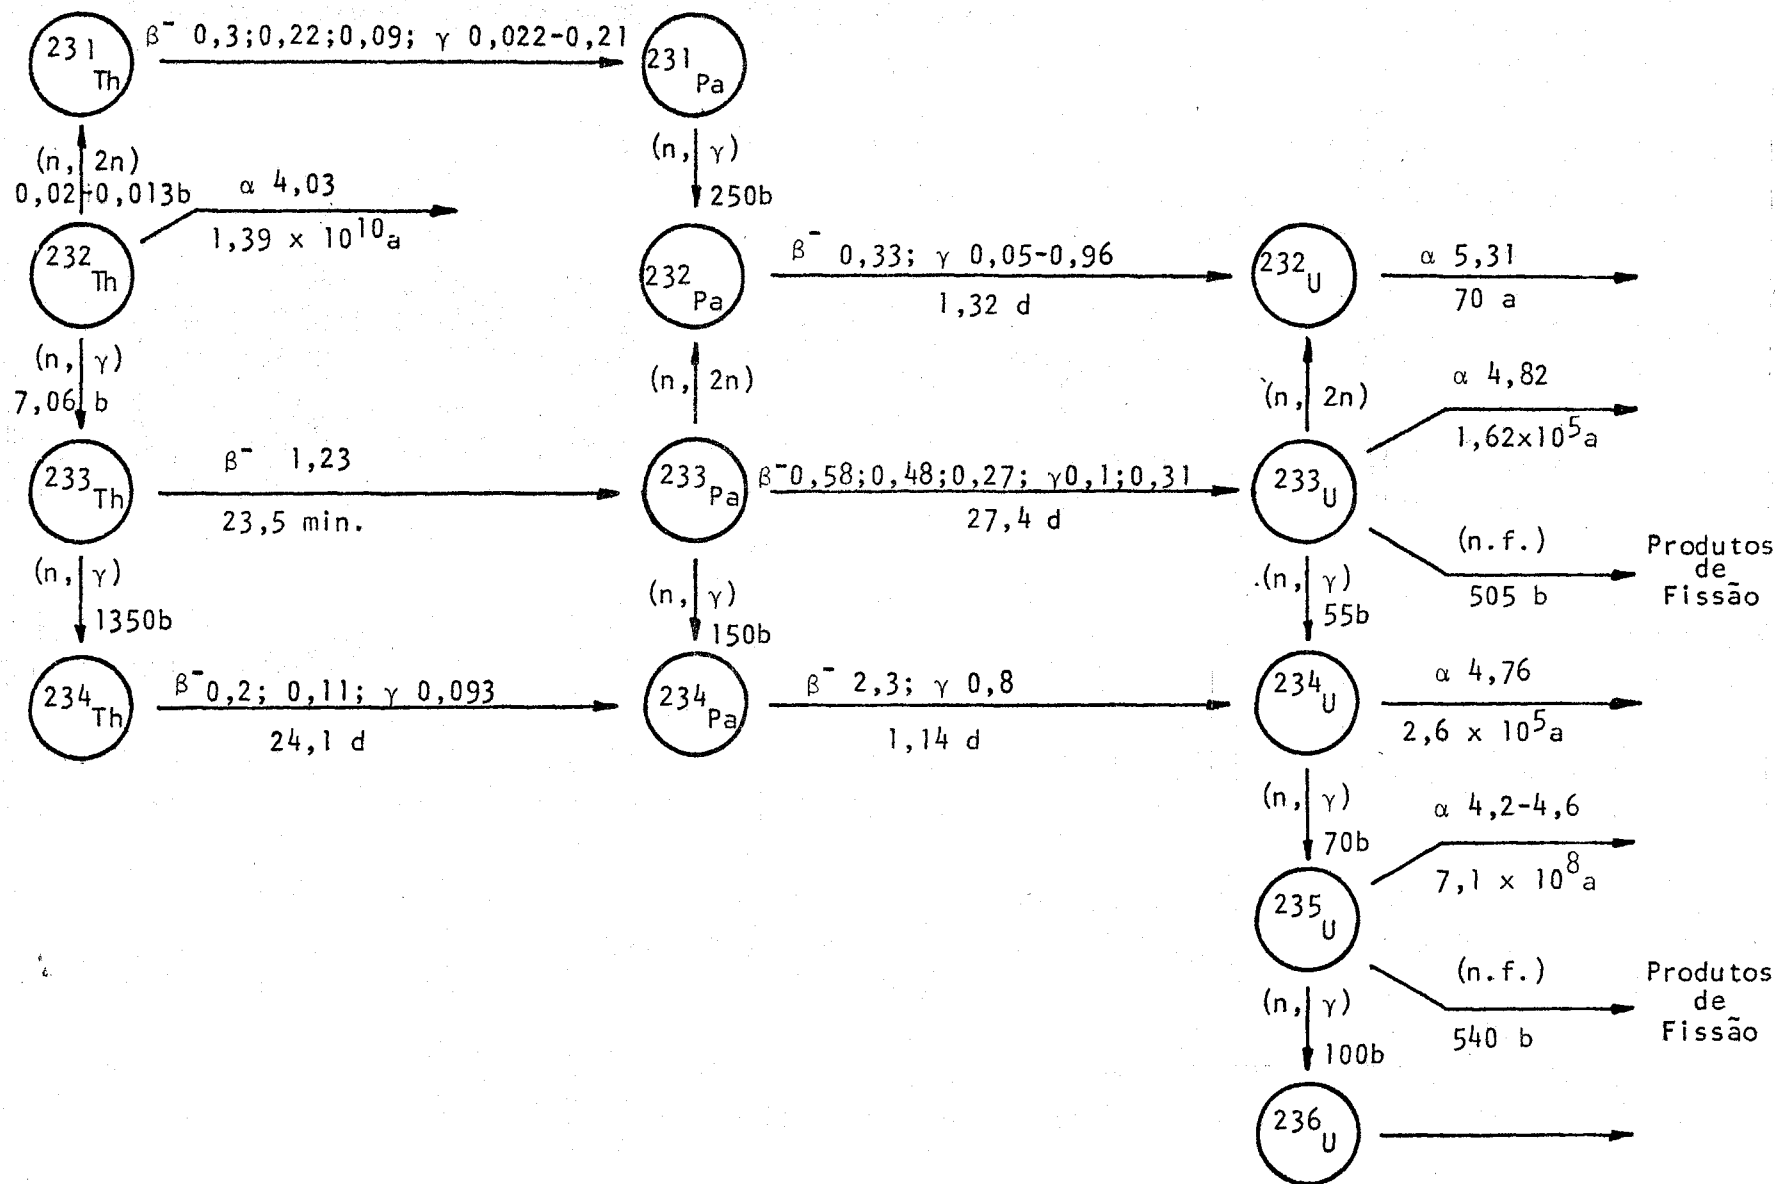 231 Th
β⁻ 0,3;0,22;0,09; γ 0,022-0,21
231 Pa
(n, 2n)
0,02+0,013b
(n, γ)
250b
α 4,03
1,39 x 10¹⁰a
232 Th
232 Pa
β⁻ 0,33; γ 0,05-0,96
1,32 d
232 U
α 5,31
70 a
(n, γ)
7,06 b
(n, 2n)
(n, 2n)
α 4,82
1,62x10⁵a
233 Th
β⁻ 1,23
23,5 min.
233 Pa
β⁻0,58;0,48;0,27; γ0,1;0,31
27,4 d
233 U
(n.f.)
505 b
Produtos
de
Fissão
(n, γ)
1350b
(n, γ)
150b
(n, γ)
55b
234 Th
β⁻0,2; 0,11; γ 0,093
24,1 d
234 Pa
β⁻ 2,3; γ 0,8
1,14 d
234 U
α 4,76
2,6 x 10⁵a
(n, γ)
70b
α 4,2-4,6
7,1 x 10⁸a
235 U
(n.f.)
540 b
Produtos
de
Fissão
(n, γ)
100b
236 U